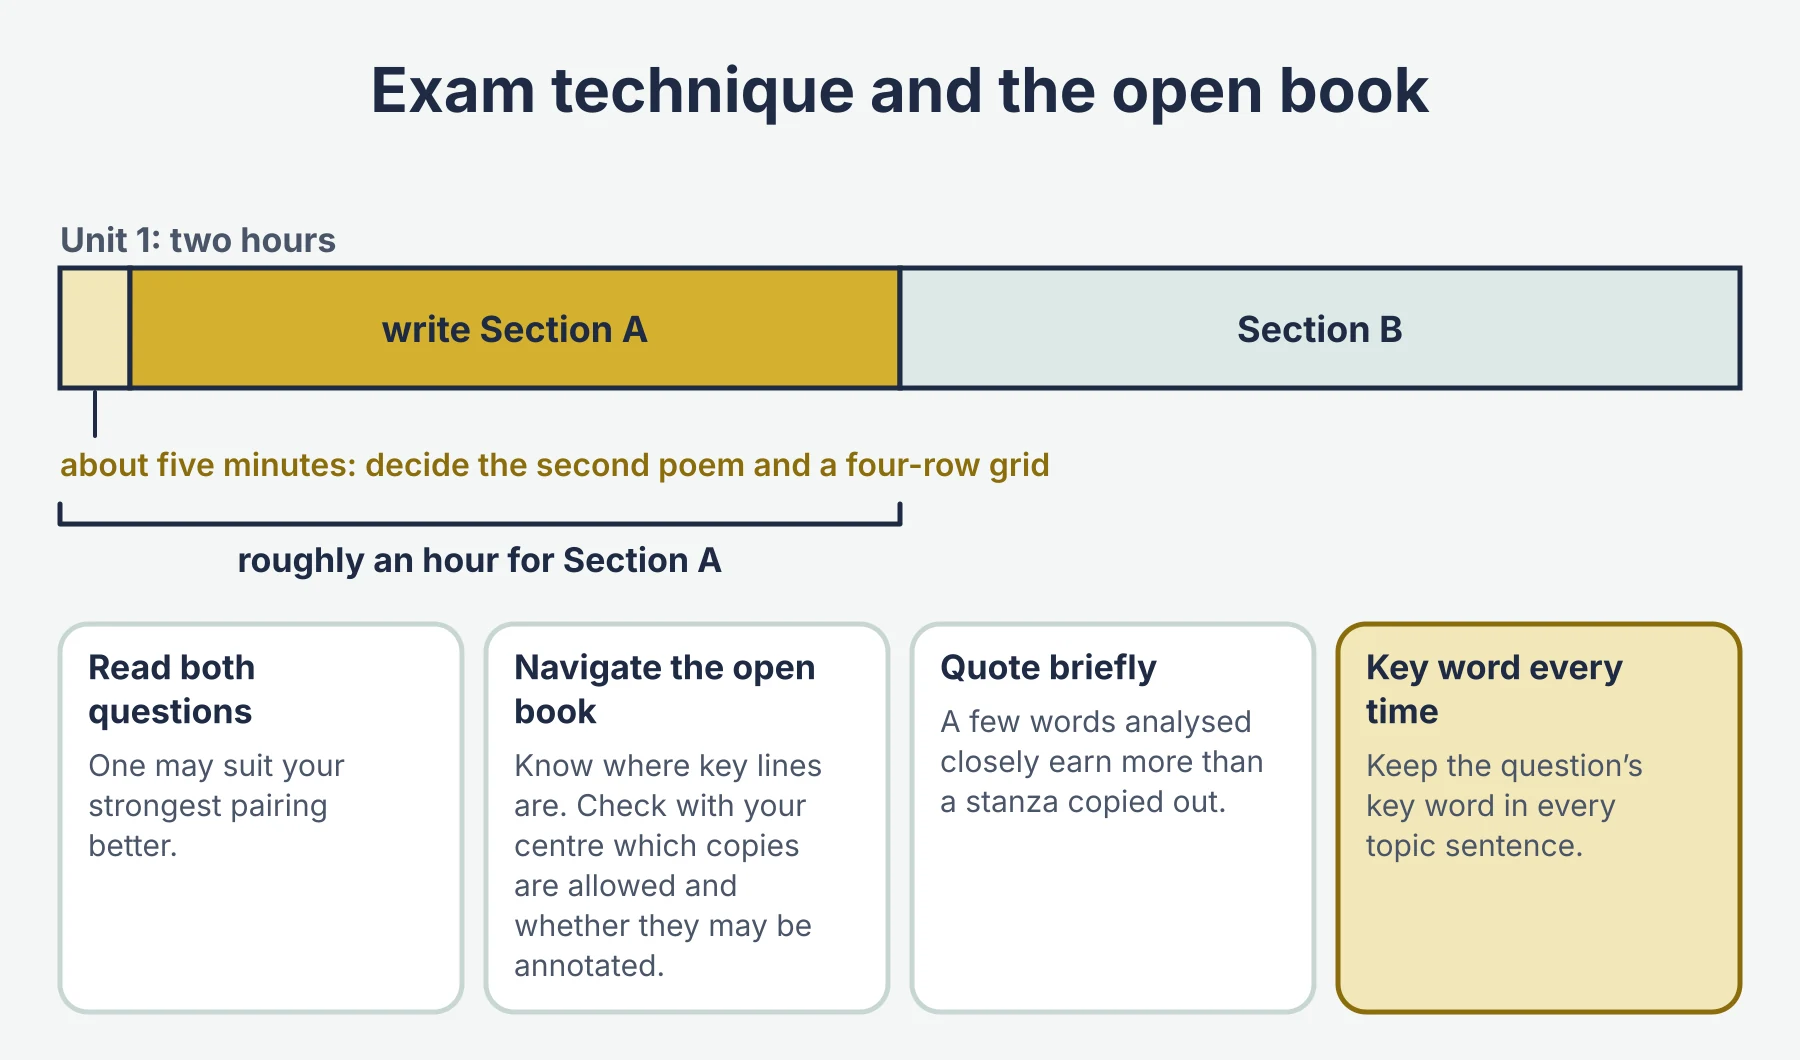 Exam technique and the open book
Unit 1: two hours
write Section A
Section B
about five minutes: decide the second poem and a four-row grid
roughly an hour for Section A
Read both
questions
One may suit your
strongest pairing
better.
Navigate the open
book
Know where key lines
are. Check with your
centre which copies
are allowed and
whether they may be
annotated.
Quote briefly
A few words analysed
closely earn more than
a stanza copied out.
Key word every
time
Keep the question’s
key word in every
topic sentence.